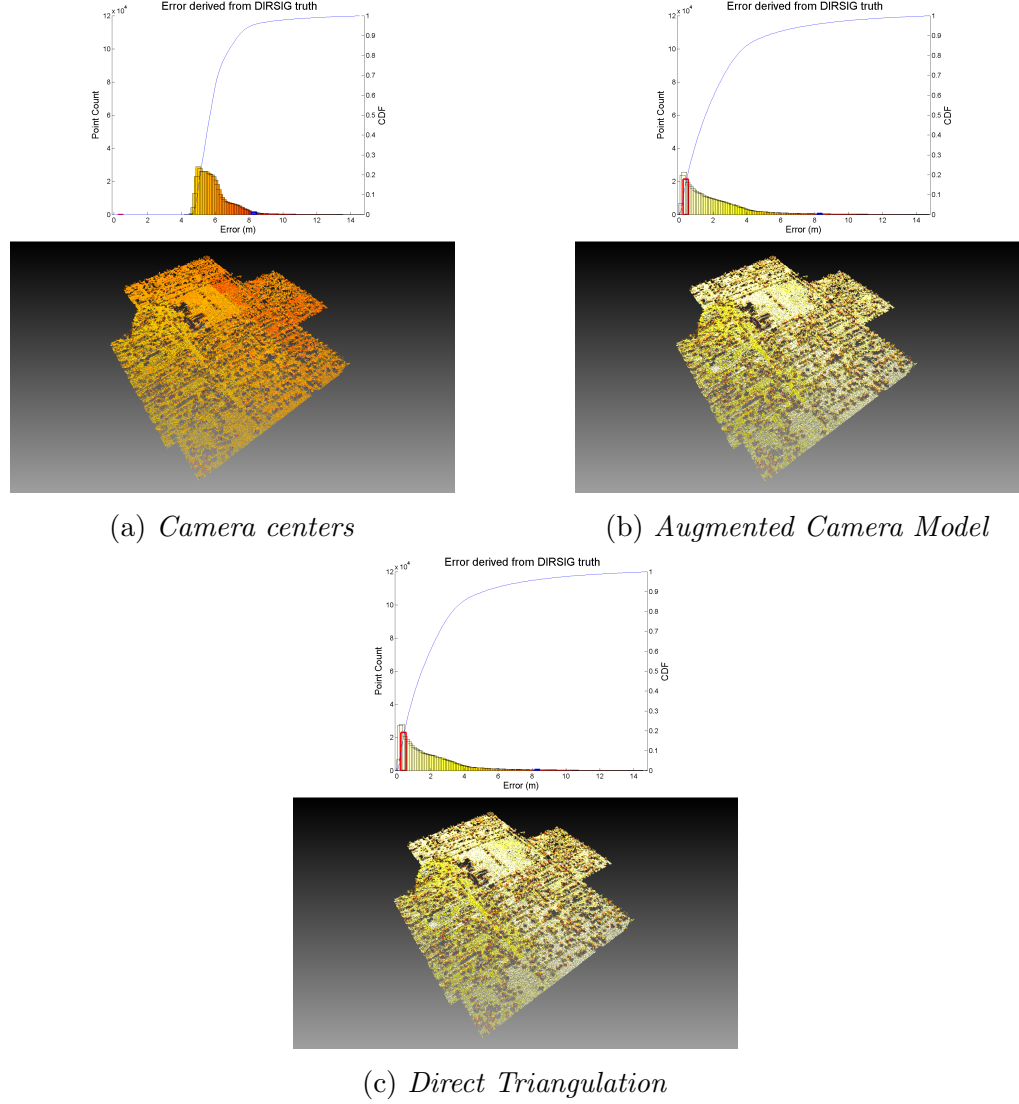 Error derived from DIRSIG truth
x 10⁴
12
10
8
6
4
2
0
Point Count
1
0.9
0.8
0.7
0.6
0.5
0.4
0.3
0.2
0.1
0
CDF
0 2 4 6 8 10 12 14
Error (m)
(a) Camera centers
Error derived from DIRSIG truth
x 10⁴
12
10
8
6
4
2
0
Point Count
1
0.9
0.8
0.7
0.6
0.5
0.4
0.3
0.2
0.1
0
CDF
0 2 4 6 8 10 12 14
Error (m)
(b) Augmented Camera Model
Error derived from DIRSIG truth
x 10⁴
12
10
8
6
4
2
0
Point Count
1
0.9
0.8
0.7
0.6
0.5
0.4
0.3
0.2
0.1
0
CDF
0 2 4 6 8 10 12 14
Error (m)
(c) Direct Triangulation